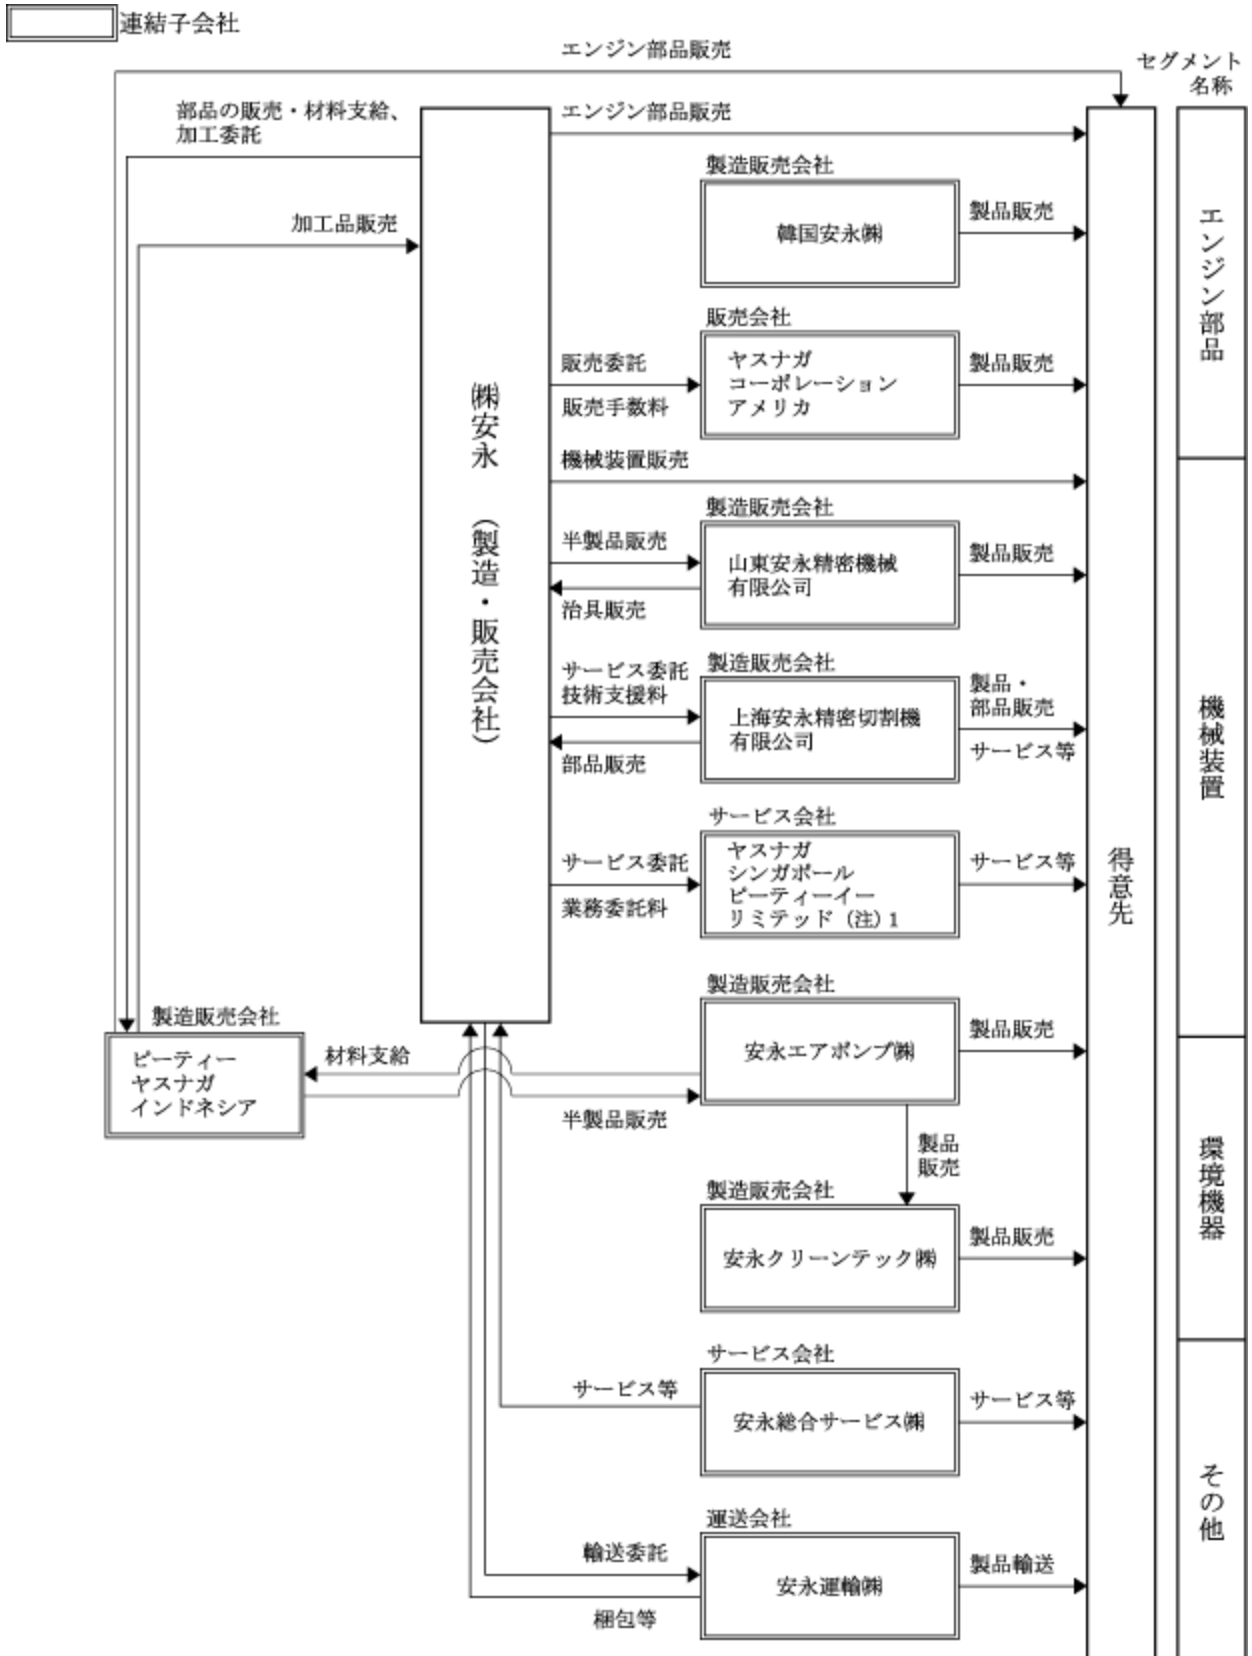 連結子会社
エンジン部品販売
セグメント
名称
部品の販売・材料支給、
加工委託
エンジン部品販売
製造販売会社
韓国安永㈱
製品販売
加工品販売
エンジン部品
販売会社
販売委託
販売手数料
ヤスナガ
コーポレーション
アメリカ
製品販売
㈱安永　(製造・販売会社)
機械装置販売
製造販売会社
半製品販売
治具販売
山東安永精密機械
有限公司
製品販売
製造販売会社
サービス委託
技術支援料
部品販売
上海安永精密切割機
有限公司
製品・
部品販売
サービス等
機械装置
サービス会社
サービス委託
業務委託料
ヤスナガ
シンガポール
ピーティーイー
リミテッド（注）1
サービス等
得意先
製造販売会社
安永エアポンプ㈱
製品販売
製造販売会社
ピーティー
ヤスナガ
インドネシア
材料支給
半製品販売
製品
販売
環境機器
製造販売会社
安永クリーンテック㈱
製品販売
サービス会社
サービス等
安永総合サービス㈱
サービス等
その他
運送会社
輸送委託
梱包等
安永運輸㈱
製品輸送